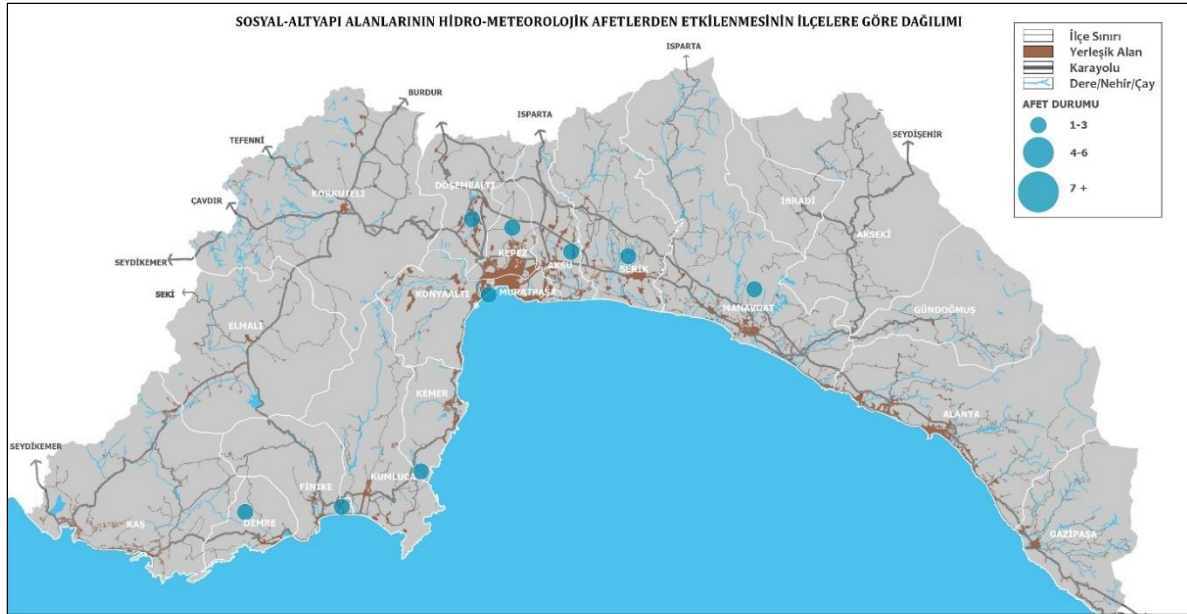 SOSYAL-ALTYAPI ALANLARININ HİDRO-METEOROLOJİK AFETLERDEN ETKİLENMESİNİN İLÇELERE GÖRE DAĞILIMI
İlçe Sınırı
Yerleşik Alan
Karayolu
Dere/Nehir/Çay
AFET DURUMU
1-3
4-6
7 +
ISPARTA
BURDUR
ISPARTA
TEFENNİ
SEYDİŞEHİR
DÖŞEMEALTI
KORKUTELİ
ÇAVDIR
İBRADİ
AKSEKİ
SEYDİKEMER
KEPEZ
AKSU
SERİK
SEKİ
KONYAALTI
MURATPAŞA
MANAVGAT
GÜNDOĞMUŞ
ELMALI
KEMER
ALANYA
SEYDİKEMER
KUMLUCA
FİNİKE
KAŞ
DEMRE
GAZİPAŞA